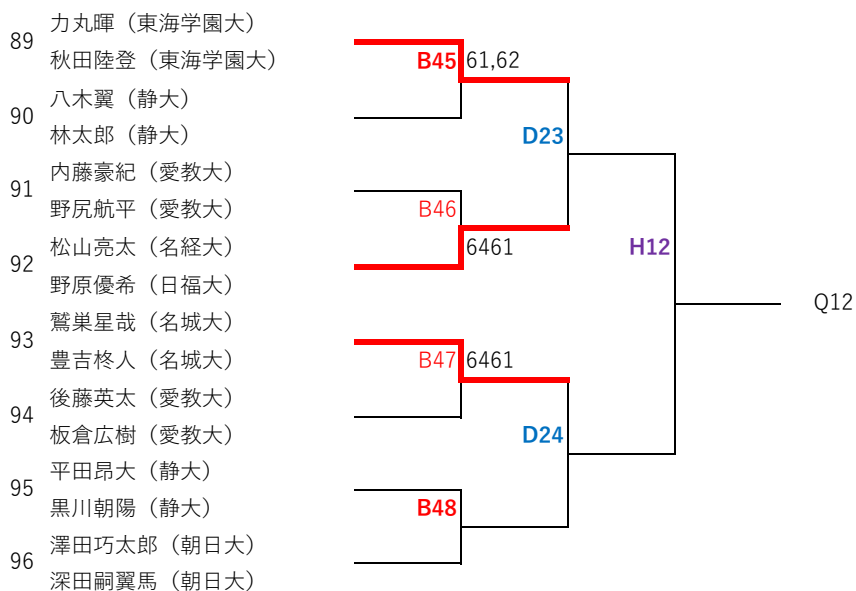 力丸暉（東海学園大）
89
秋田陸登（東海学園大）
B45 61,62
八木翼（静大）
90
林太郎（静大）
D23
内藤豪紀（愛教大）
91
野尻航平（愛教大）
B46
松山亮太（名経大）
6461
H12
92
野原優希（日福大）
Q12
鷲巣星哉（名城大）
93
豊吉柊人（名城大）
B47 6461
後藤英太（愛教大）
94
板倉広樹（愛教大）
D24
平田昂大（静大）
95
黒川朝陽（静大）
B48
澤田巧太郎（朝日大）
96
深田嗣翼馬（朝日大）